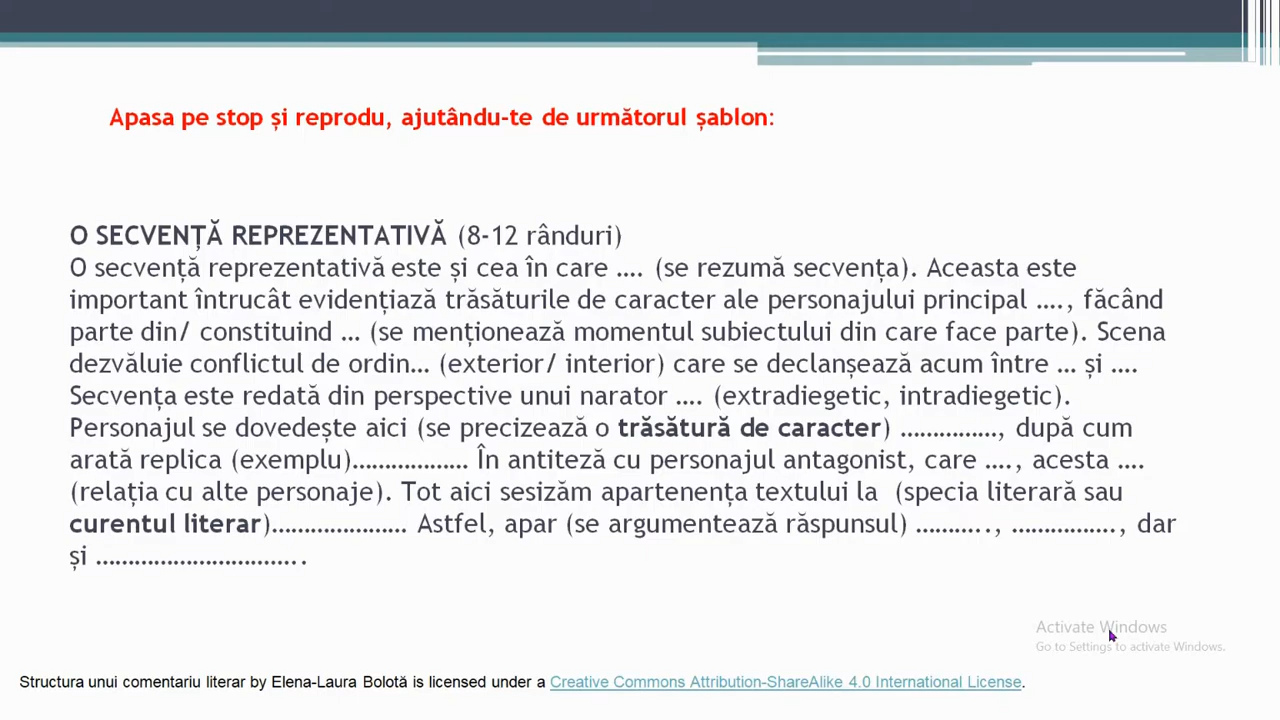 Apasa pe stop și reprodu, ajutându-te de următorul șablon:
O SECVENȚĂ REPREZENTATIVĂ (8-12 rânduri)
O secvență reprezentativă este și cea în care …. (se rezumă secvența). Aceasta este
important întrucât evidențiază trăsăturile de caracter ale personajului principal …., făcând
parte din/ constituind … (se menționează momentul subiectului din care face parte). Scena
dezvăluie conflictul de ordin… (exterior/ interior) care se declanșează acum între … și ….
Secvența este redată din perspective unui narator …. (extradiegetic, intradiegetic).
Personajul se dovedește aici (se precizează o trăsătură de caracter) ……………, după cum
arată replica (exemplu)……………… În antiteză cu personajul antagonist, care …., acesta ….
(relația cu alte personaje). Tot aici sesizăm apartenența textului la (specia literară sau
curentul literar)………………… Astfel, apar (se argumentează răspunsul) ……….., ……………., dar
și …………………………….
Activate Windows
Go to Settings to activate Windows.
Structura unui comentariu literar by Elena-Laura Bolotă is licensed under a Creative Commons Attribution-ShareAlike 4.0 International License.